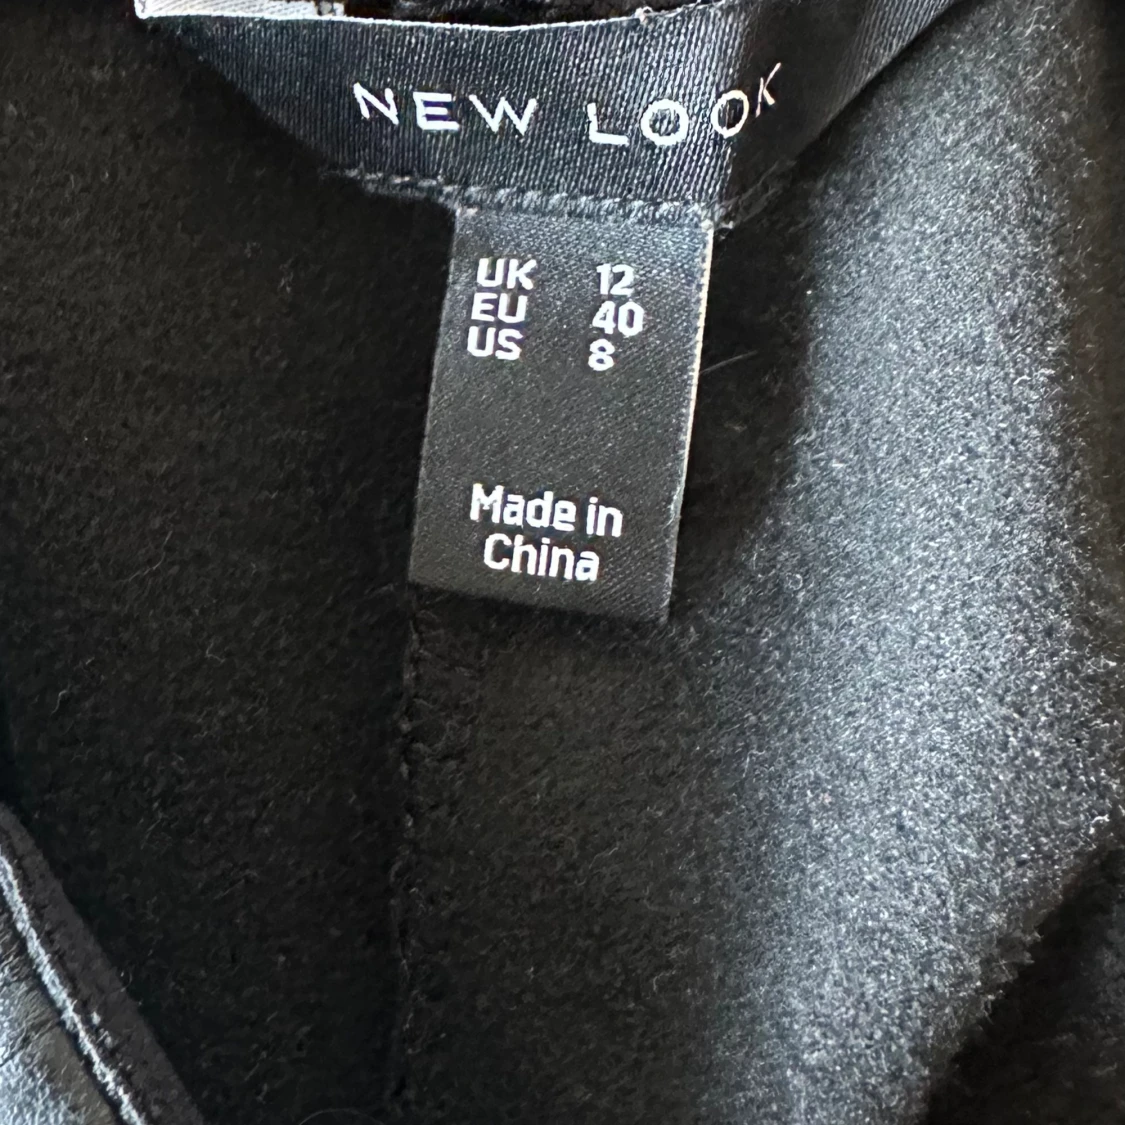 NEW LOOK
UK 12
EU 40
US 8
Made in
China